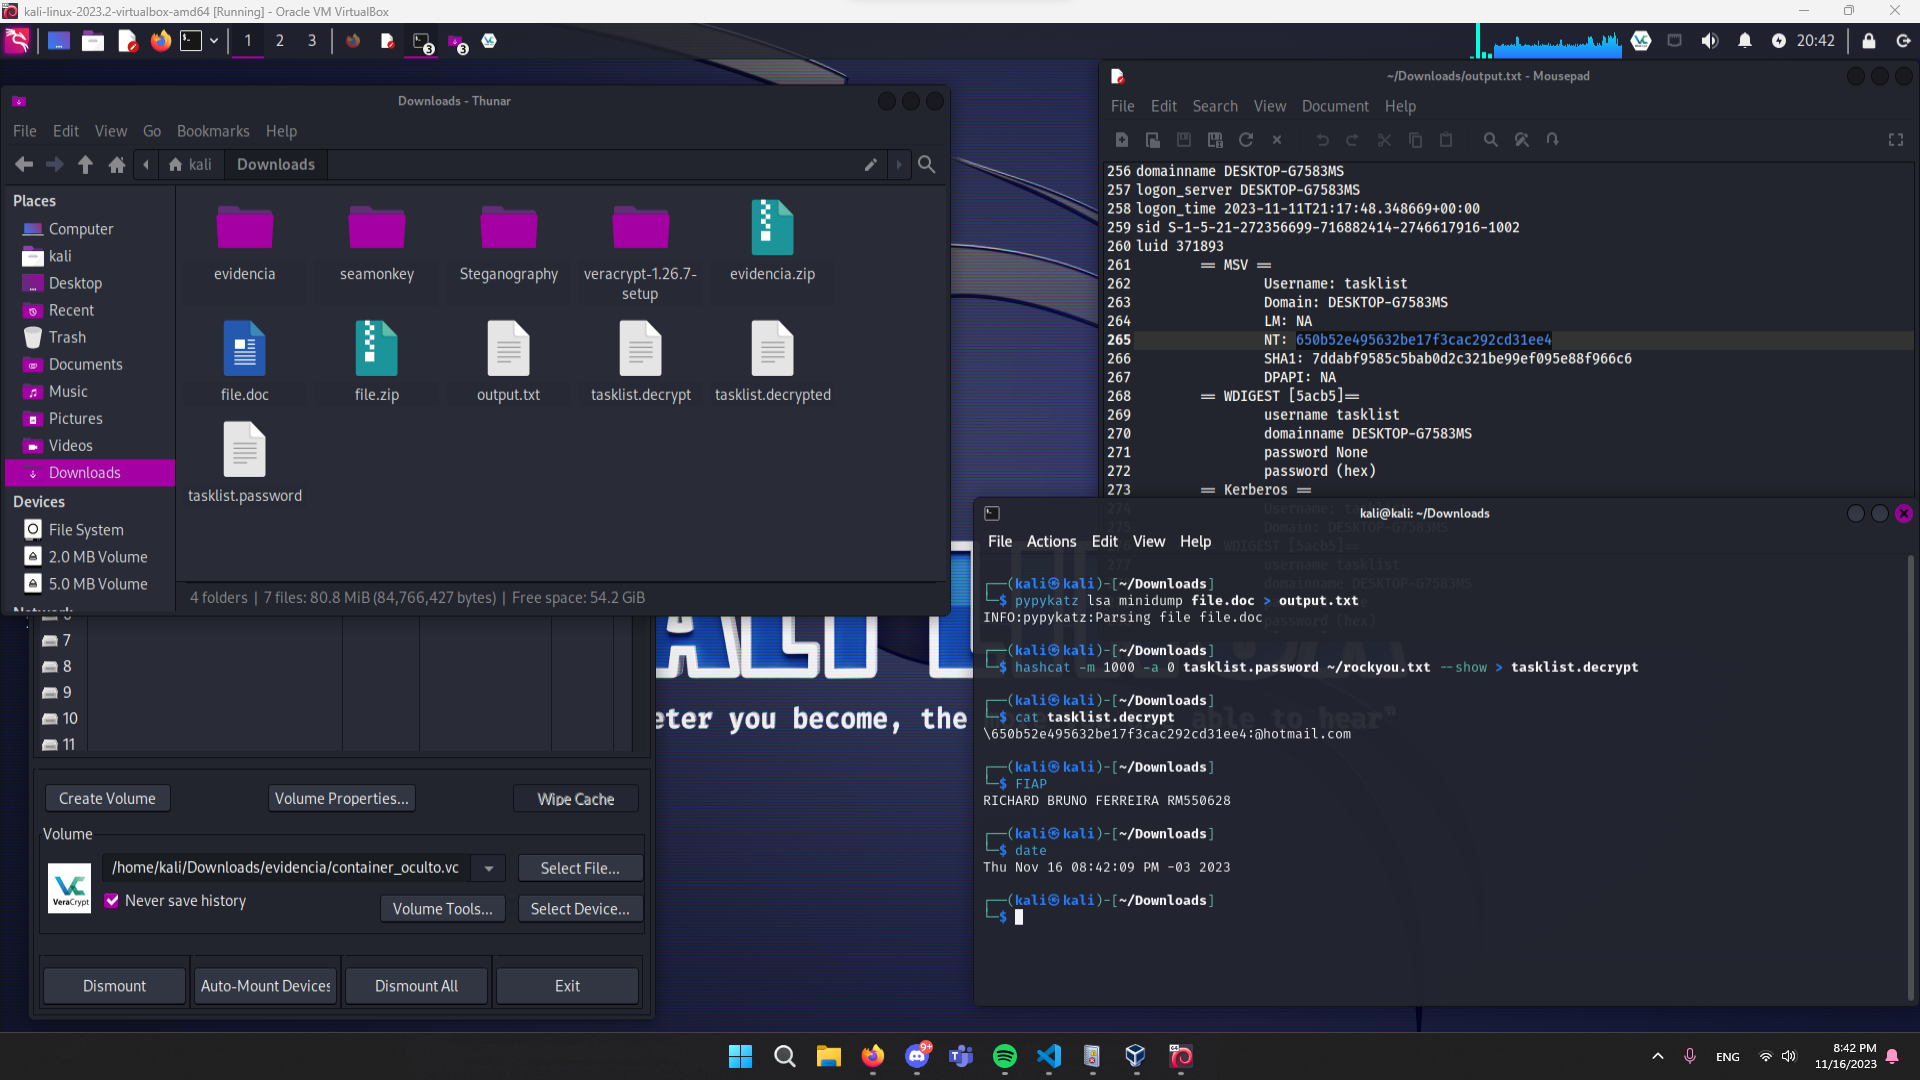 kali-linux-2023.2-virtualbox-amd64 [Running] - Oracle VM VirtualBox
1 2 3
3 3
20:42
Downloads - Thunar
File Edit View Go Bookmarks Help
kali Downloads
Places
Computer
kali
Desktop
Recent
Trash
Documents
Music
Pictures
Videos
Downloads
Devices
File System
2.0 MB Volume
5.0 MB Volume
Network
evidencia
seamonkey
Steganography
veracrypt-1.26.7-
setup
evidencia.zip
file.doc
file.zip
output.txt
tasklist.decrypt
tasklist.decrypted
tasklist.password
4 folders | 7 files: 80.8 MiB (84,766,427 bytes) | Free space: 54.2 GiB
~/Downloads/output.txt - Mousepad
File Edit Search View Document Help
256 domainname DESKTOP-G7583MS
257 logon_server DESKTOP-G7583MS
258 logon_time 2023-11-11T21:17:48.348669+00:00
259 sid S-1-5-21-272356699-716882414-2746617916-1002
260 luid 371893
261 == MSV ==
262 Username: tasklist
263 Domain: DESKTOP-G7583MS
264 LM: NA
265 NT: 650b52e495632be17f3cac292cd31ee4
266 SHA1: 7ddabf9585c5bab0d2c321be99ef095e88f966c6
267 DPAPI: NA
268 == WDIGEST [5acb5]==
269 username tasklist
270 domainname DESKTOP-G7583MS
271 password None
272 password (hex)
273 == Kerberos ==
kali@kali: ~/Downloads
File Actions Edit View Help
┌──(kali㉿kali)-[~/Downloads]
└─$ pypykatz lsa minidump file.doc > output.txt
INFO:pypykatz:Parsing file file.doc
┌──(kali㉿kali)-[~/Downloads]
└─$ hashcat -m 1000 -a 0 tasklist.password ~/rockyou.txt --show > tasklist.decrypt
┌──(kali㉿kali)-[~/Downloads]
└─$ cat tasklist.decrypt
\650b52e495632be17f3cac292cd31ee4:@hotmail.com
┌──(kali㉿kali)-[~/Downloads]
└─$ FIAP
RICHARD BRUNO FERREIRA RM550628
┌──(kali㉿kali)-[~/Downloads]
└─$ date
Thu Nov 16 08:42:09 PM -03 2023
┌──(kali㉿kali)-[~/Downloads]
└─$
eter you become, the able to hear"
7
8
9
10
11
Create Volume Volume Properties... Wipe Cache
Volume
VC VeraCrypt
/home/kali/Downloads/evidencia/container_oculto.vc Select File...
Never save history
Volume Tools... Select Device...
Dismount Auto-Mount Devices Dismount All Exit
9+
ENG
8:42 PM
11/16/2023